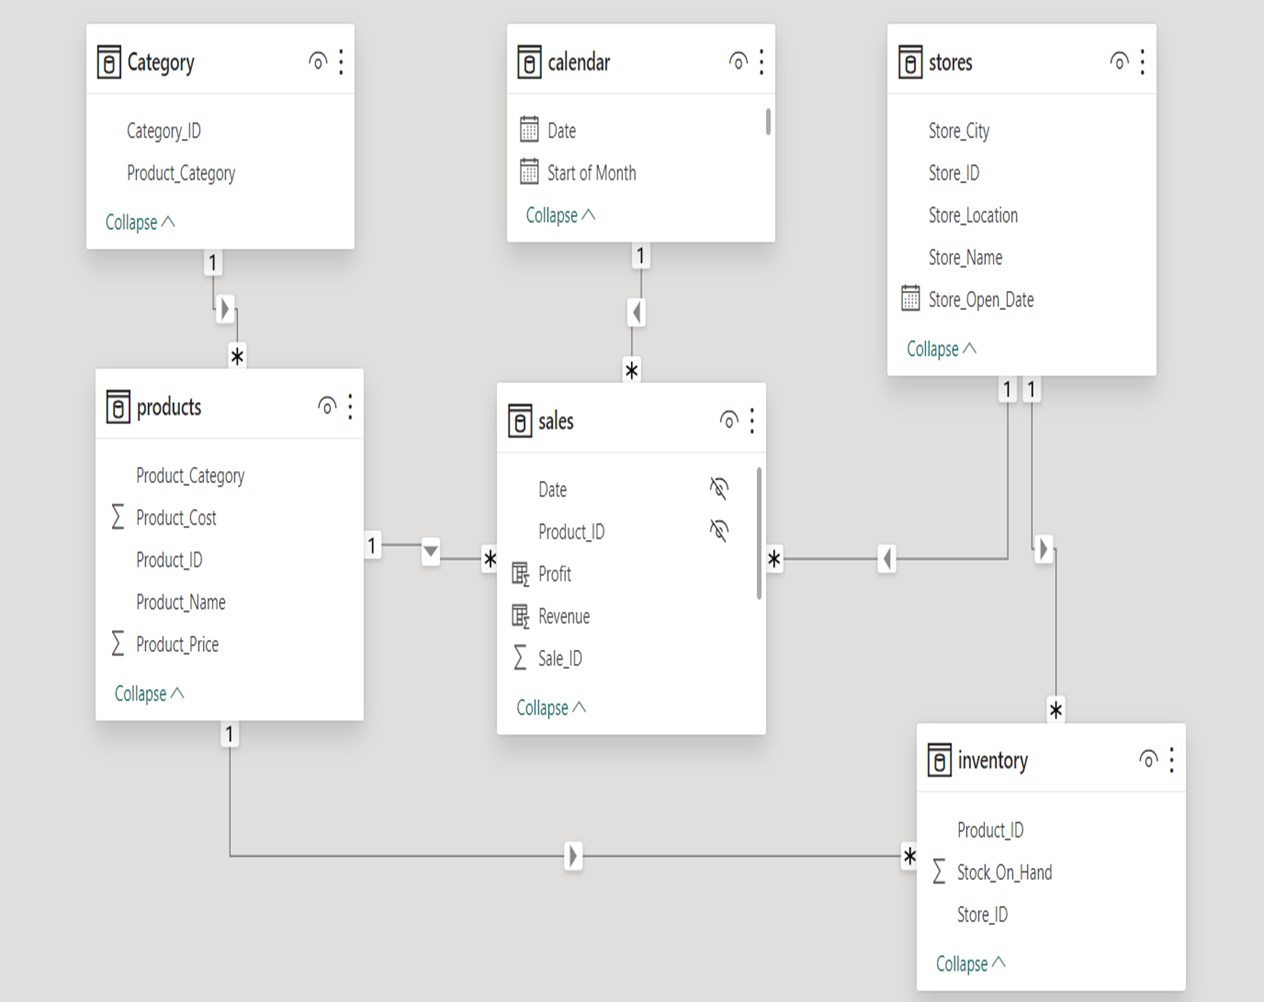 Category
Category_ID
Product_Category
Collapse
calendar
Date
Start of Month
Collapse
stores
Store_City
Store_ID
Store_Location
Store_Name
Store_Open_Date
Collapse
1
*
1
*
1 1
products
Product_Category
Product_Cost
Product_ID
Product_Name
Product_Price
Collapse
1
*
sales
Date
Product_ID
Profit
Revenue
Sale_ID
Collapse
*
*
1
*
inventory
Product_ID
Stock_On_Hand
Store_ID
Collapse